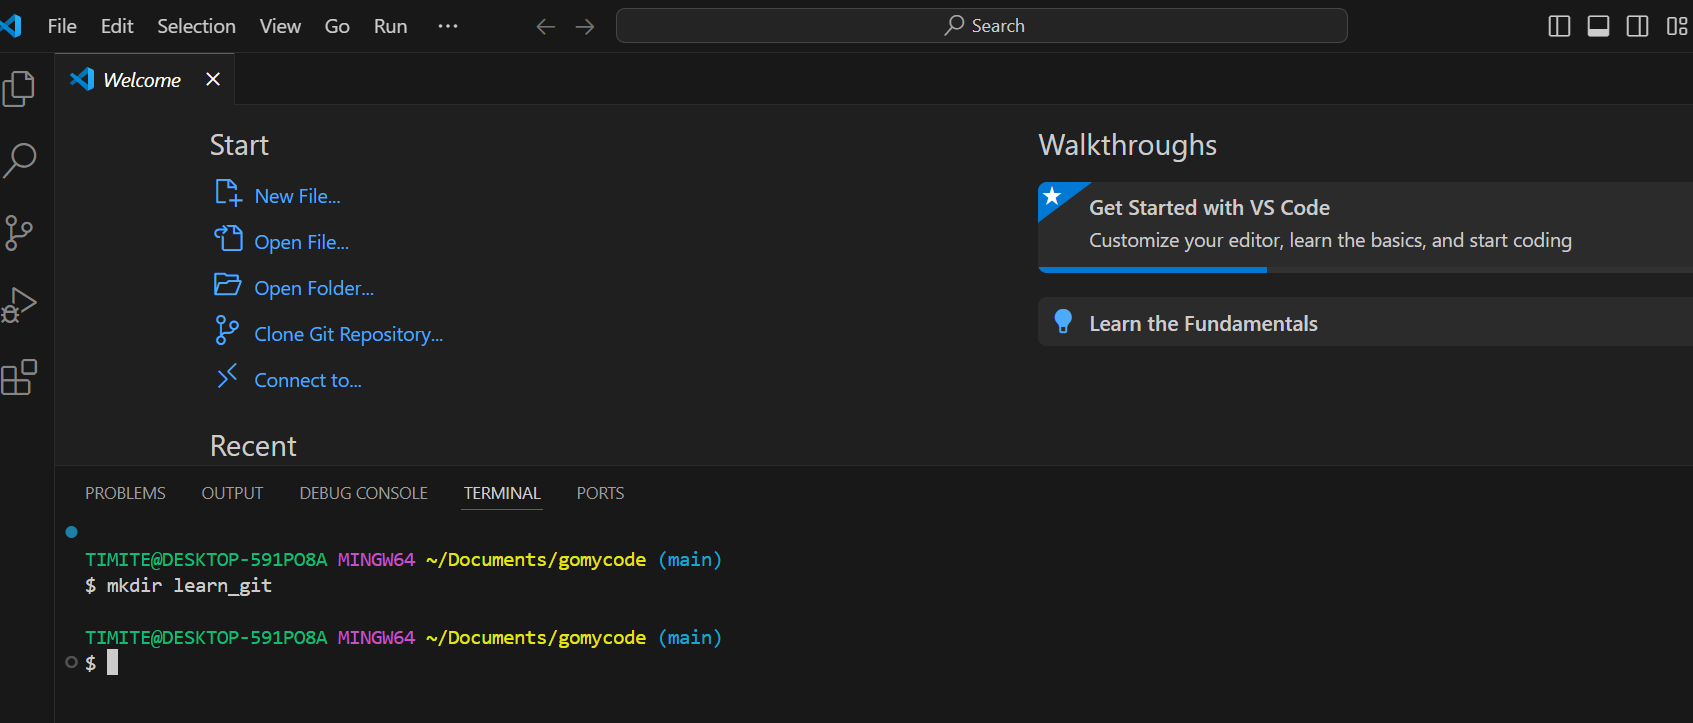 File Edit Selection View Go Run ··· Search
Welcome
Start
New File...
Open File...
Open Folder...
Clone Git Repository...
Connect to...
Recent
Walkthroughs
Get Started with VS Code
Customize your editor, learn the basics, and start coding
Learn the Fundamentals
PROBLEMS OUTPUT DEBUG CONSOLE TERMINAL PORTS
TIMITE@DESKTOP-591PO8A MINGW64 ~/Documents/gomycode (main)
$ mkdir learn_git
TIMITE@DESKTOP-591PO8A MINGW64 ~/Documents/gomycode (main)
$